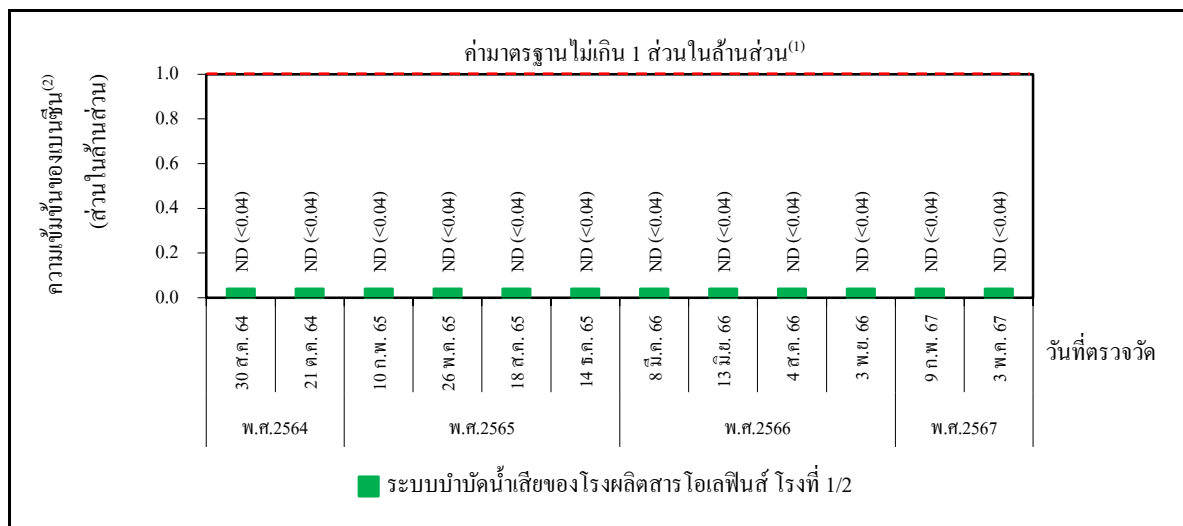 ค่ามาตรฐานไม่เกิน 1 ส่วนในล้านส่วน(1)
ความเข้มข้นของเบนซีน(2)
(ส่วนในล้านส่วน)
1.0
0.8
0.6
0.4
0.2
0.0
ND (<0.04) ND (<0.04) ND (<0.04) ND (<0.04) ND (<0.04) ND (<0.04) ND (<0.04) ND (<0.04) ND (<0.04) ND (<0.04) ND (<0.04) ND (<0.04)
30 ส.ค. 64 21 ต.ค. 64 10 ก.พ. 65 26 พ.ค. 65 18 ส.ค. 65 14 ธ.ค. 65 8 มี.ค. 66 13 มิ.ย. 66 4 ส.ค. 66 3 พ.ย. 66 9 ก.พ. 67 3 พ.ค. 67
วันที่ตรวจวัด
พ.ศ.2564 พ.ศ.2565 พ.ศ.2566 พ.ศ.2567
ระบบบำบัดน้ำเสียของโรงผลิตสารโอเลฟินส์ โรงที่ 1/2